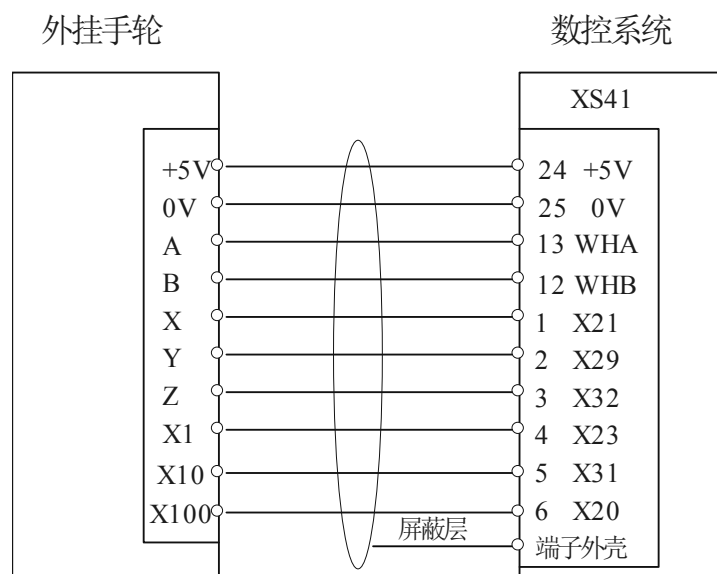 外挂手轮 数控系统
XS41
+5V 24 +5V
0V 25 0V
A 13 WHA
B 12 WHB
X 1 X21
Y 2 X29
Z 3 X32
X1 4 X23
X10 5 X31
X100 6 X20
屏蔽层 端子外壳